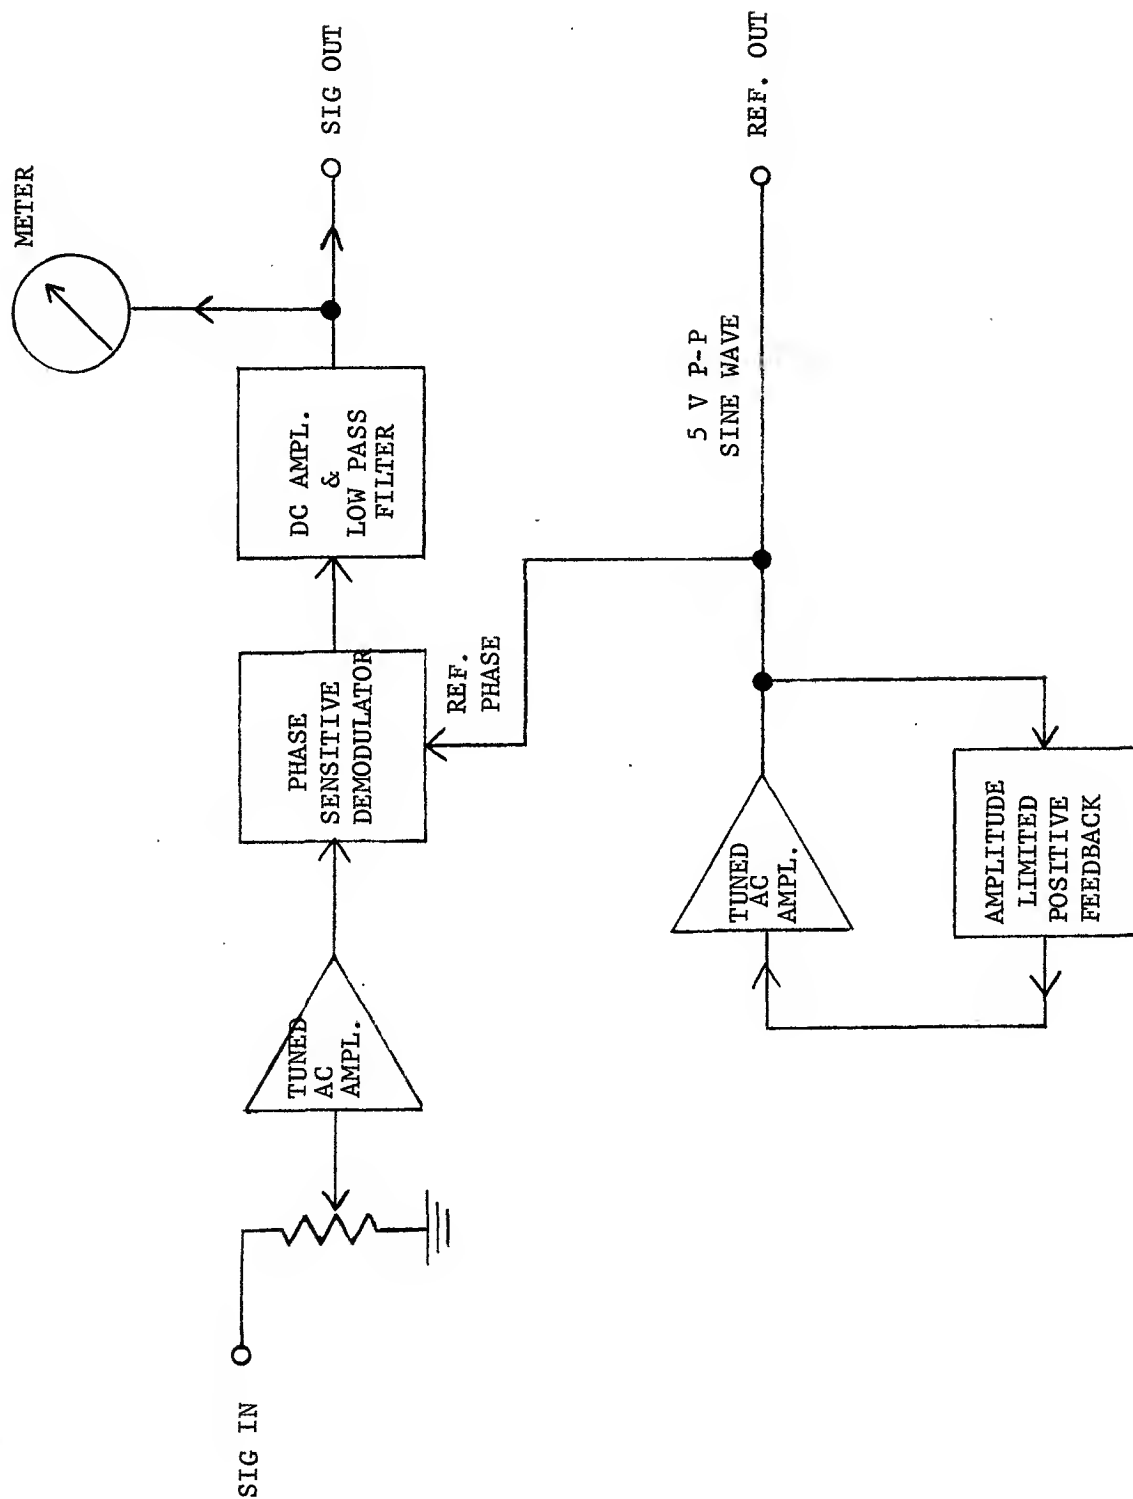 METER
SIG IN
TUNED
AC
AMPL.
PHASE
SENSITIVE
DEMODULATOR
DC AMPL.
&
LOW PASS
FILTER
SIG OUT
REF.
PHASE
5 V P-P
SINE WAVE
REF. OUT
TUNED
AC
AMPL.
AMPLITUDE
LIMITED
POSITIVE
FEEDBACK